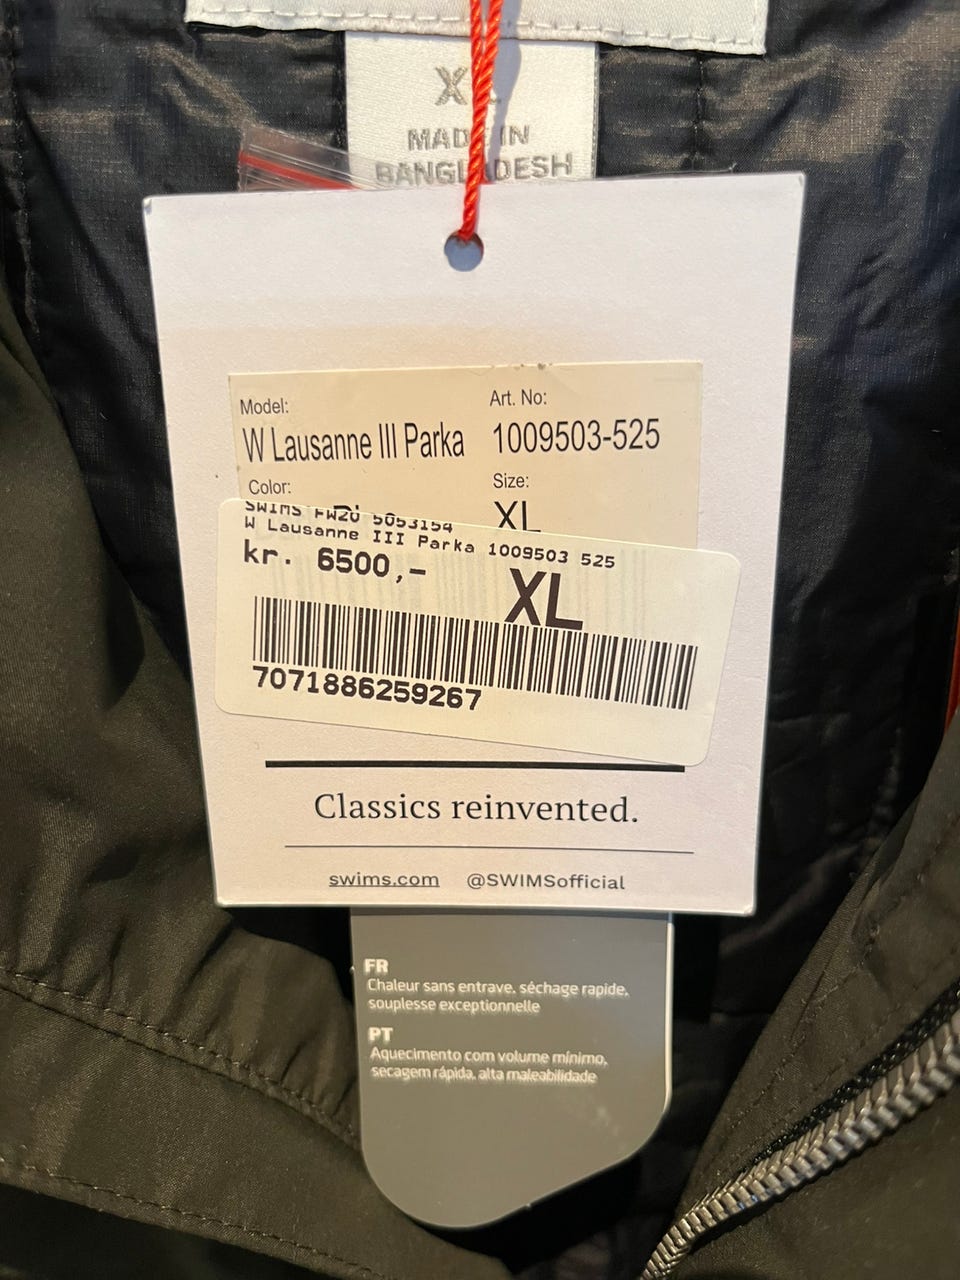 MADE IN
BANGLADESH
Model:
W Lausanne III Parka
Art. No:
1009503-525
Color:
Size:
XL
SWIMS FW20 5053154
W Lausanne III Parka 1009503 525
kr. 6500,-
XL
7071886259267
Classics reinvented.
swims.com @SWIMSofficial
FR
Chaleur sans entrave, séchage rapide,
souplesse exceptionnelle
PT
Aquecimento com volume mínimo,
secagem rápida, alta maleabilidade